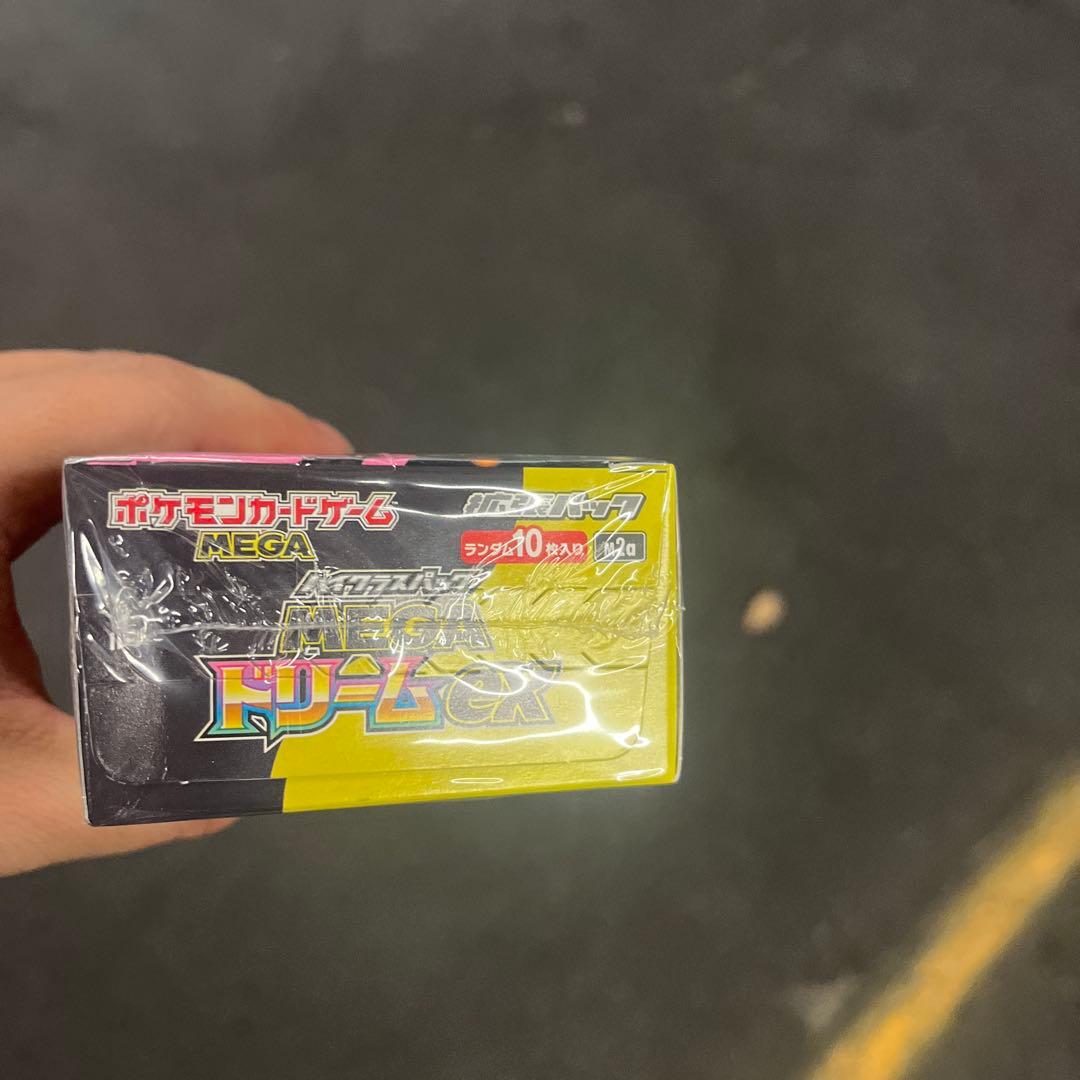 ポケモンカードゲーム
MEGA
拡張パック
ランダム10枚入り
M2a
ハイクラスパック
MEGA
ドリームex